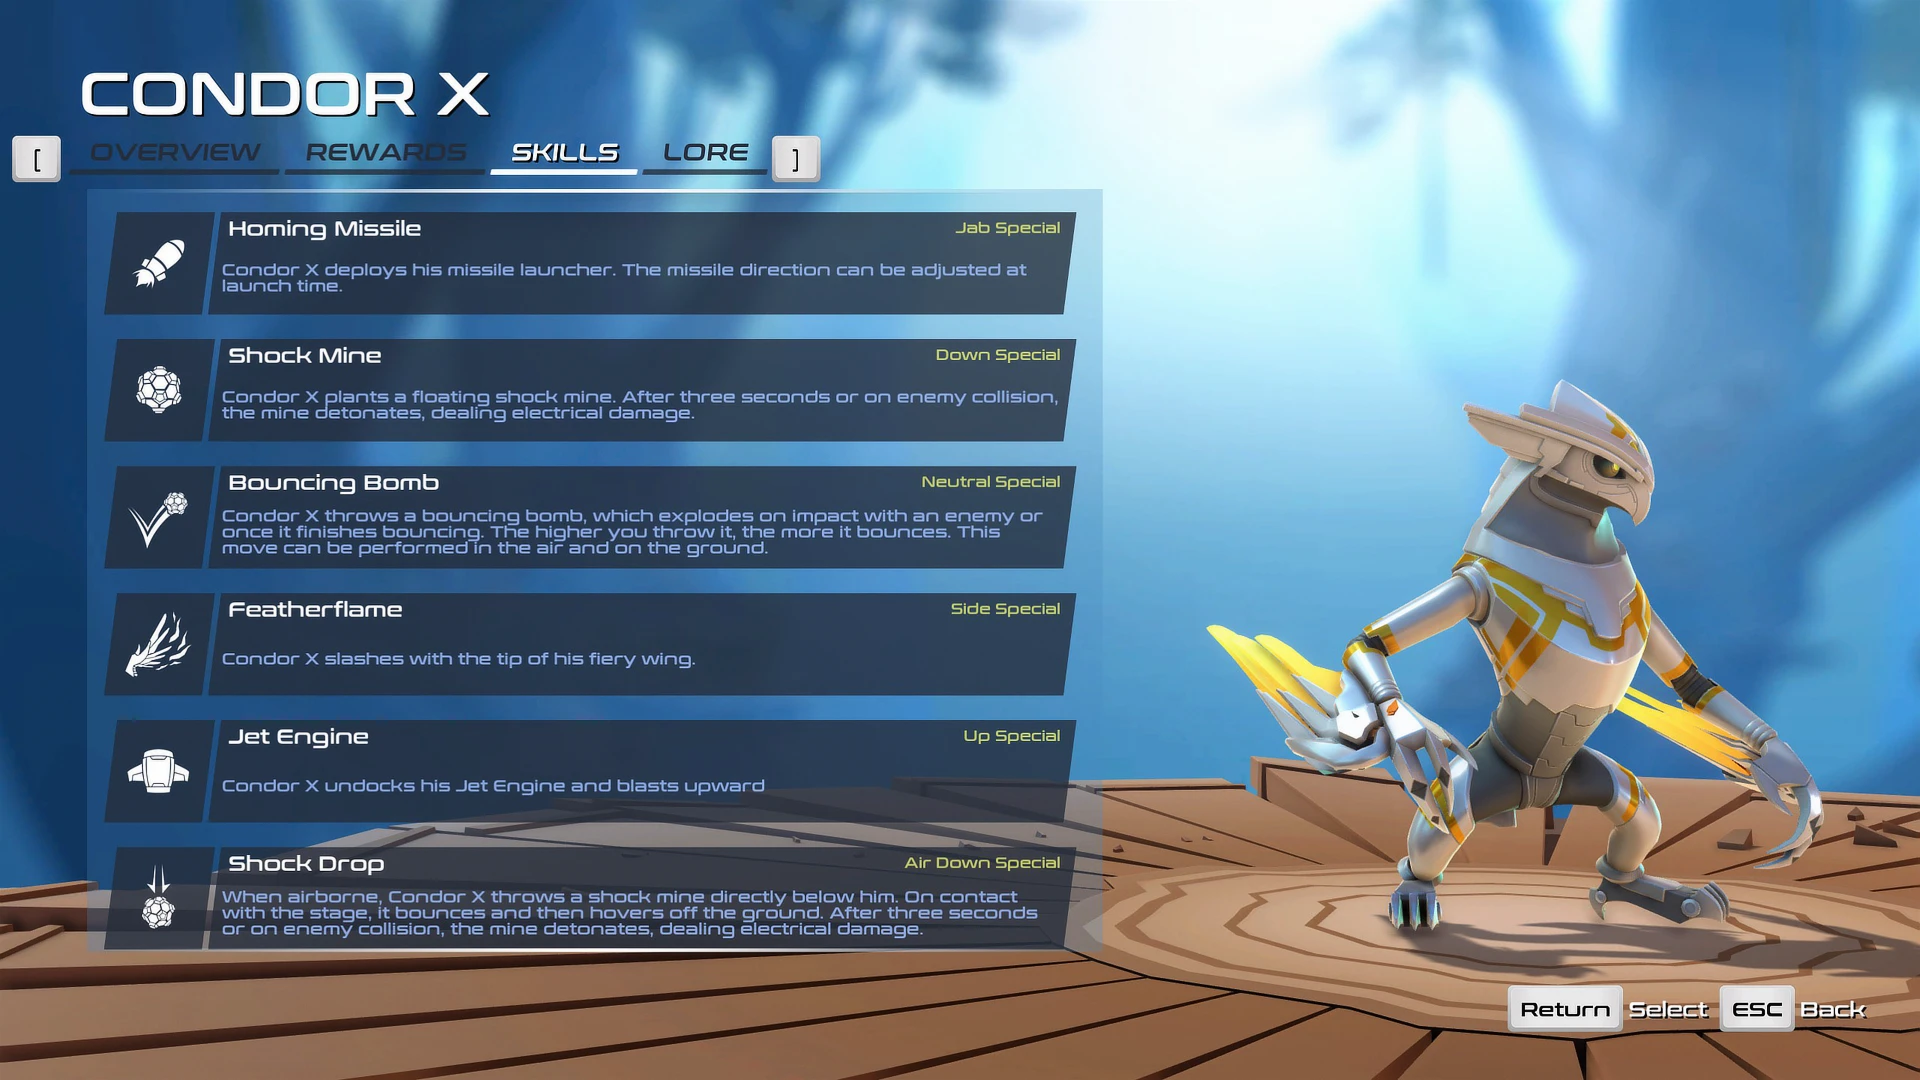 CONDOR X
[ OVERVIEW REWARDS SKILLS LORE ]
Homing Missile Jab Special
Condor X deploys his missile launcher. The missile direction can be adjusted at
launch time.
Shock Mine Down Special
Condor X plants a floating shock mine. After three seconds or on enemy collision,
the mine detonates, dealing electrical damage.
Bouncing Bomb Neutral Special
Condor X throws a bouncing bomb, which explodes on impact with an enemy or
once it finishes bouncing. The higher you throw it, the more it bounces. This
move can be performed in the air and on the ground.
Featherflame Side Special
Condor X slashes with the tip of his fiery wing.
Jet Engine Up Special
Condor X undocks his Jet Engine and blasts upward
Shock Drop Air Down Special
When airborne, Condor X throws a shock mine directly below him. On contact
with the stage, it bounces and then hovers off the ground. After three seconds
or on enemy collision, the mine detonates, dealing electrical damage.
Return Select ESC Back